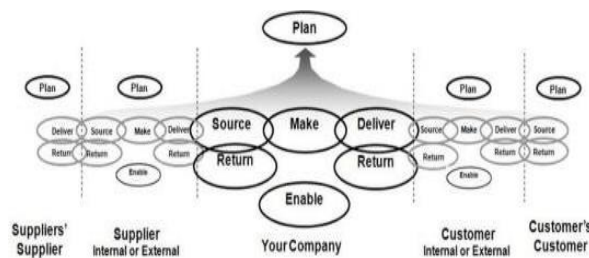 Plan
Plan Plan Plan Plan
Deliver Source Make Deliver Source Make Deliver Source Make Deliver Source
Return Return Return Return Return Return Return Return
Enable Enable Enable
Suppliers' Supplier Your Company Customer Customer's
Supplier Internal or External Internal or External Customer